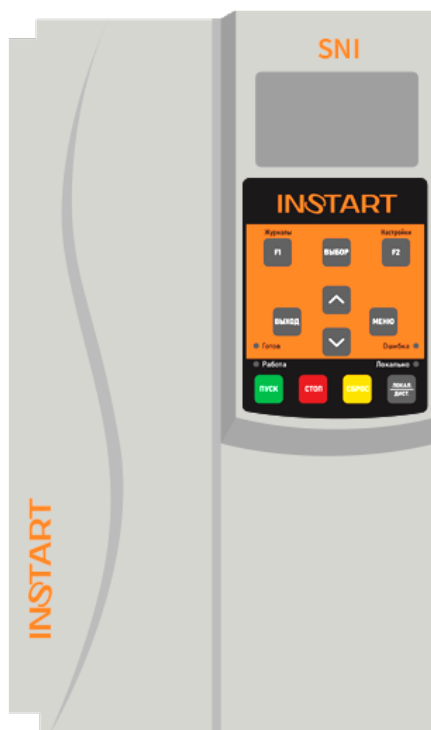 SNI
INSTART
Журналы
Настройки
F1
ВЫБОР
F2
ВЫХОД
МЕНЮ
Готов
Ошибка
Работа
Локально
ПУСК
СТОП
СБРОС
ЛОКАЛ.
ДИСТ.
INSTART